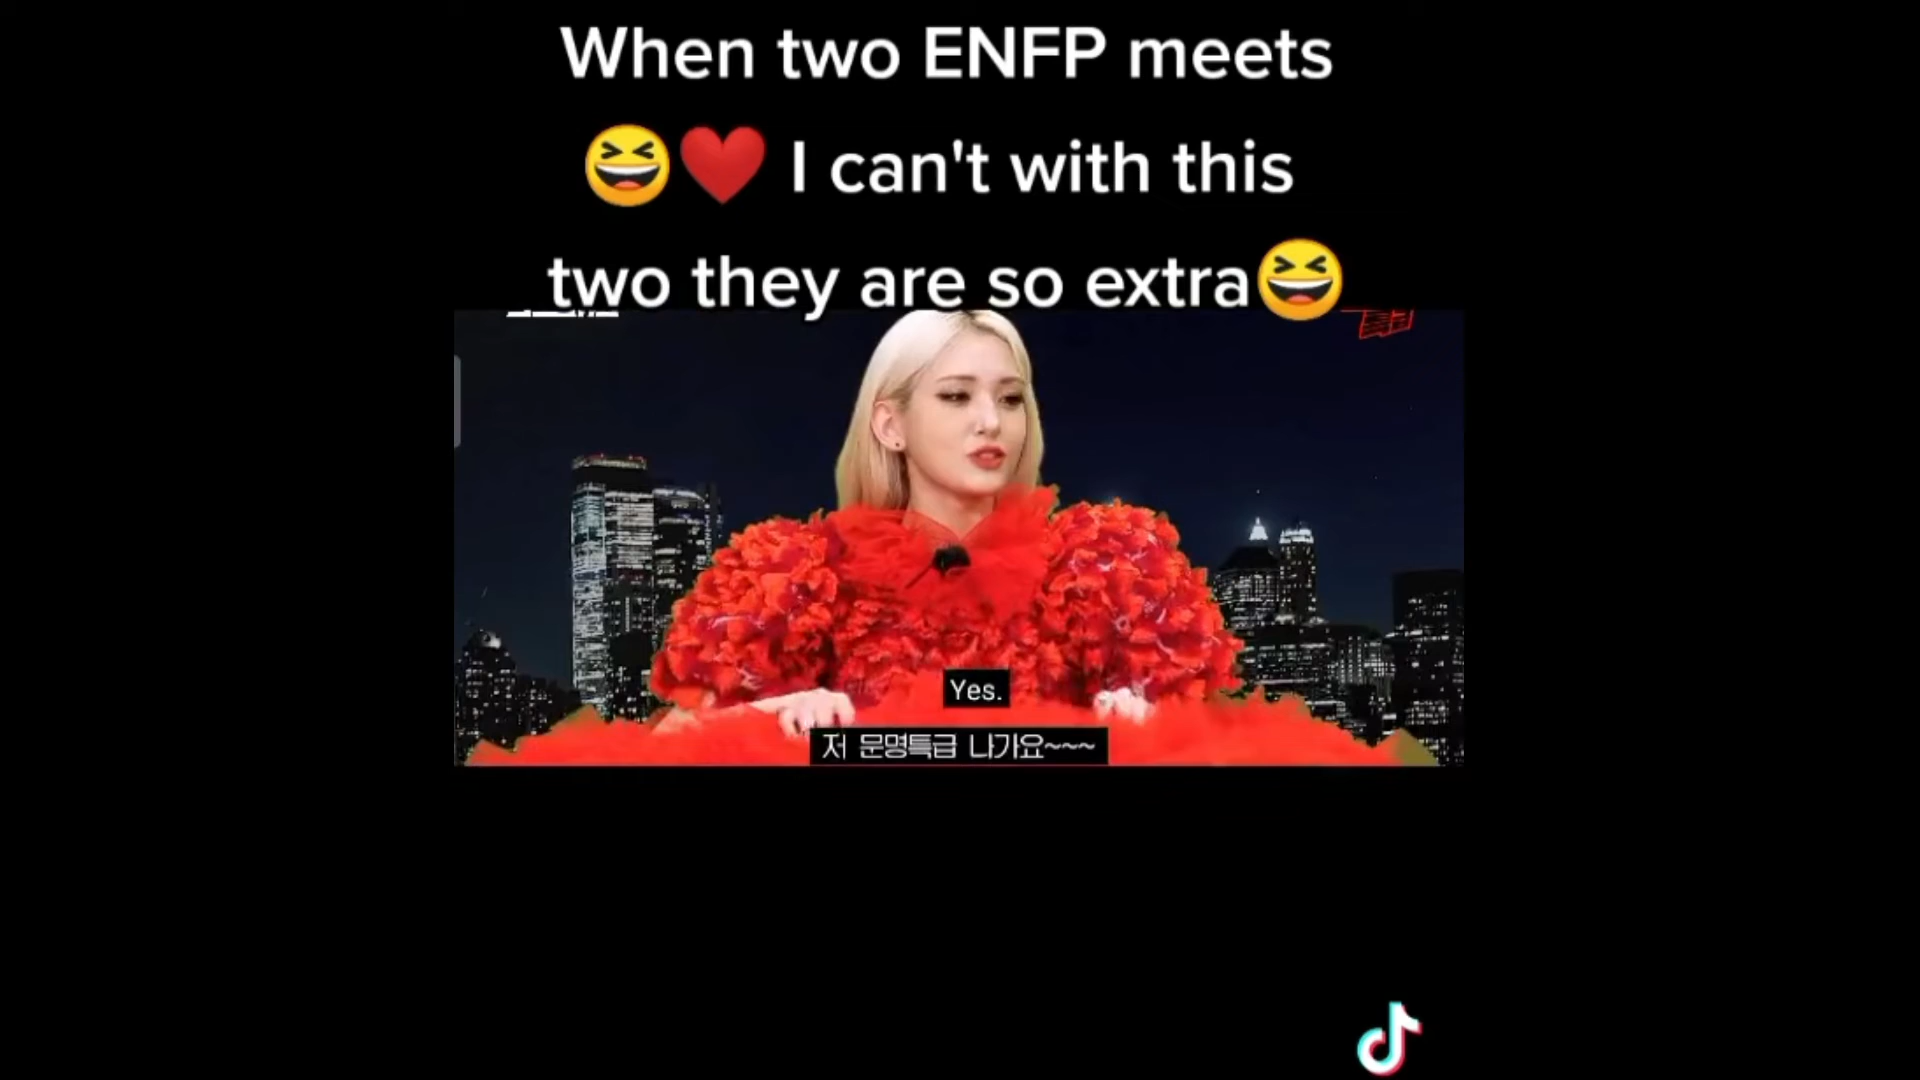 When two ENFP meets
😆❤️ I can't with this
two they are so extra😆
Yes.
저 문명특급 나가요~~~